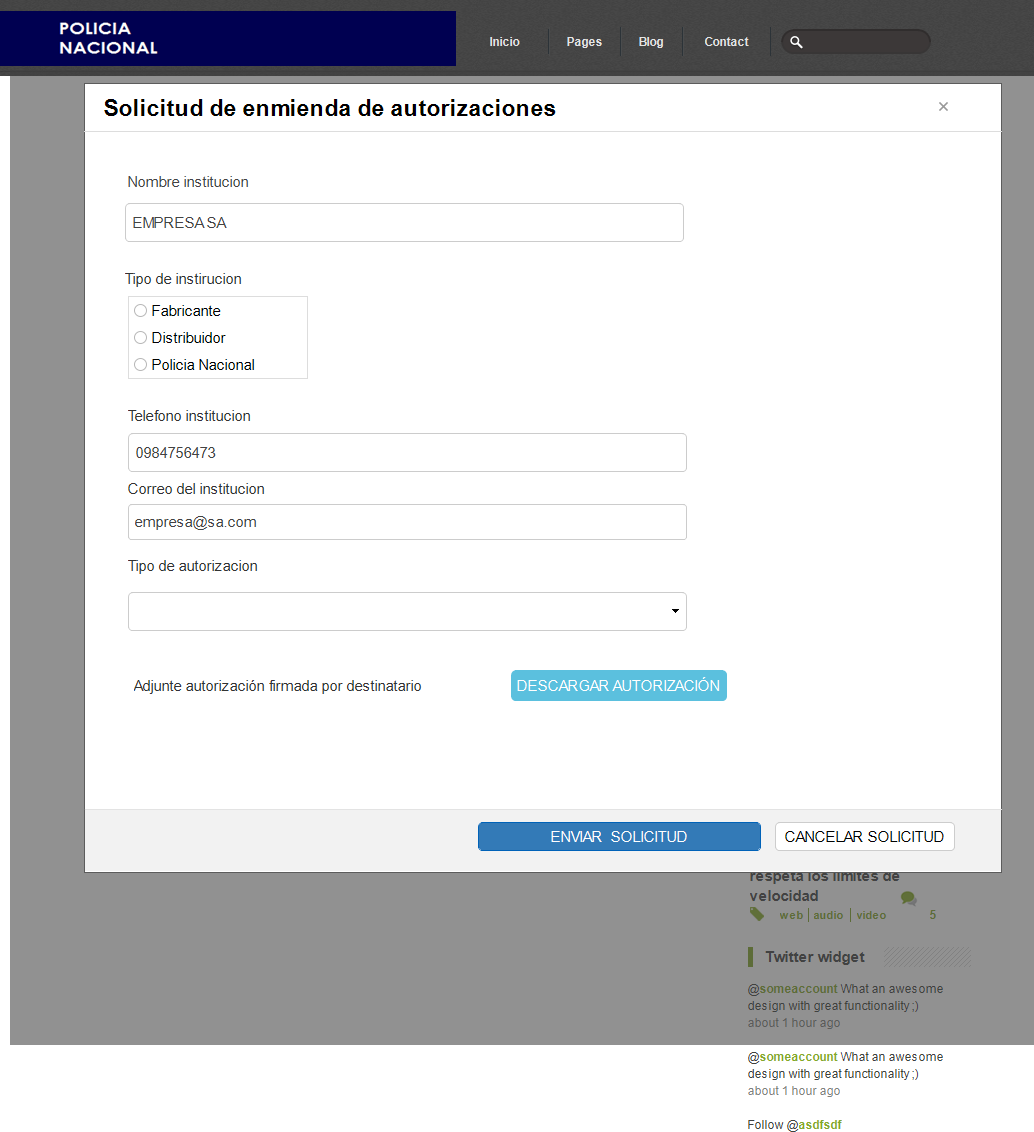 POLICIA
NACIONAL
Inicio
Pages
Blog
Contact
Solicitud de enmienda de autorizaciones
×
Nombre institucion
EMPRESA SA
Tipo de instirucion
Fabricante
Distribuidor
Policia Nacional
Telefono institucion
0984756473
Correo del institucion
empresa@sa.com
Tipo de autorizacion
Adjunte autorización firmada por destinatario
DESCARGAR AUTORIZACIÓN
ENVIAR SOLICITUD
CANCELAR SOLICITUD
respeta los limites de
velocidad
web | audio | video 5
Twitter widget
@someaccount What an awesome
design with great functionality ;)
about 1 hour ago
@someaccount What an awesome
design with great functionality ;)
about 1 hour ago
Follow @asdfsdf